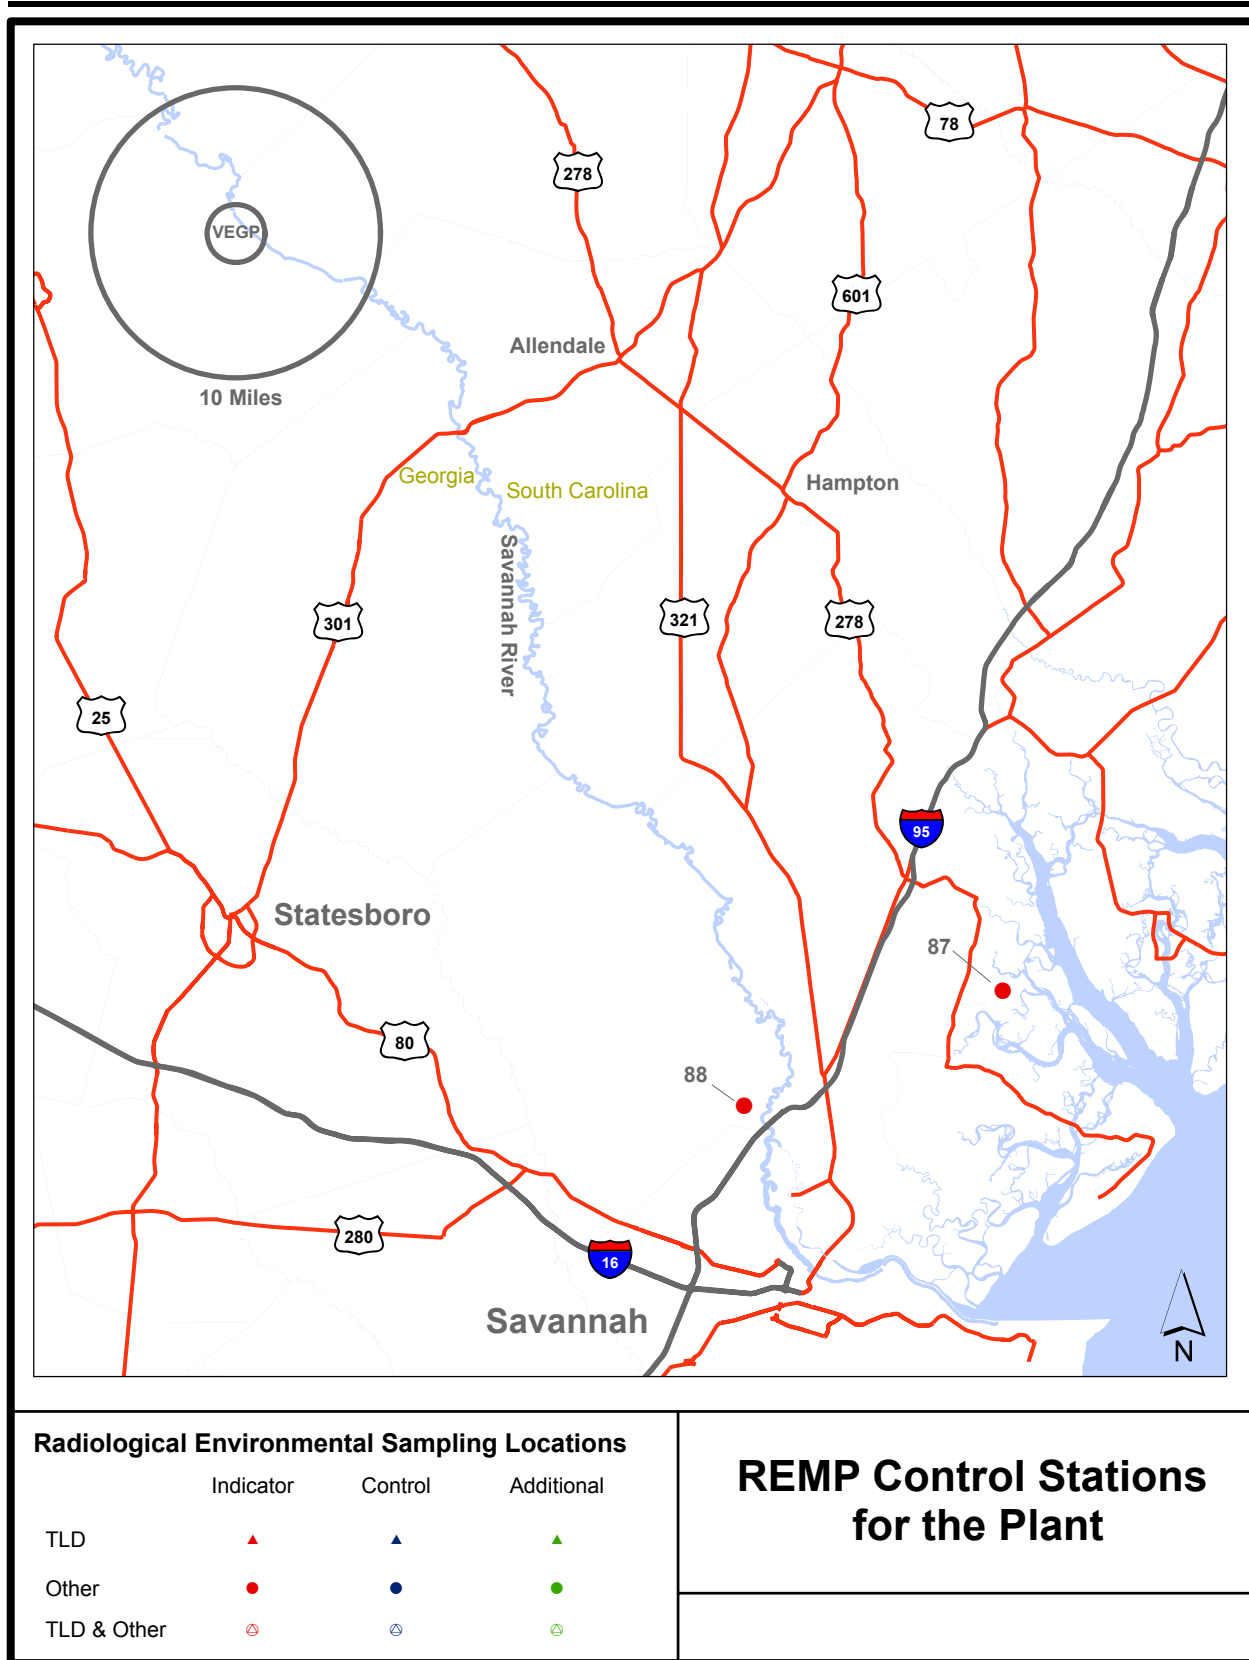 78
278
VEGP
601
Allendale
10 Miles
Georgia
South Carolina
Hampton
Savannah River
301
321
278
25
95
Statesboro
87
80
88
280
16
Savannah
N
Radiological Environmental Sampling Locations
Indicator Control Additional
TLD
Other
TLD & Other
REMP Control Stations
for the Plant